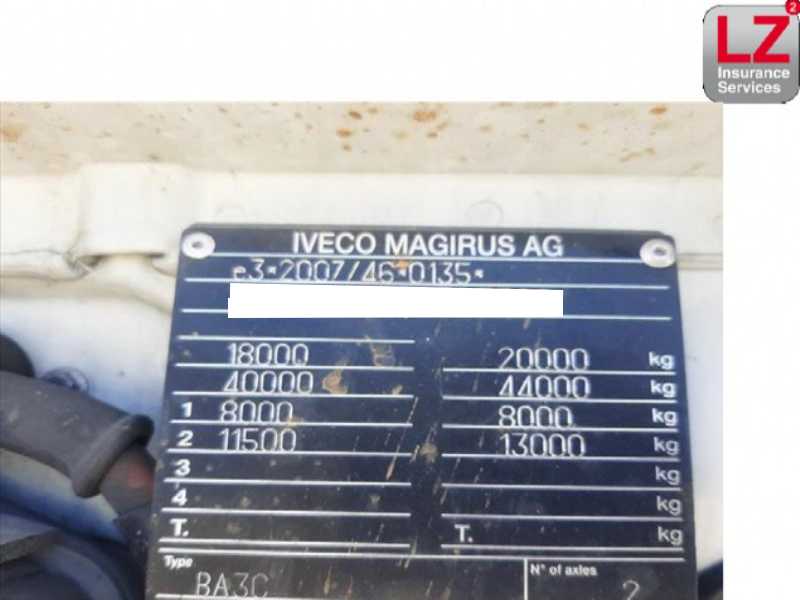 LZ 2
Insurance
Services
IVECO MAGIRUS AG
e3*2007/46*0135*
18000 20000 kg
40000 44000 kg
1 8000 8000 kg
2 11500 13000 kg
3 kg
4 kg
T. T. kg
Type N° of axles
BA3C 2